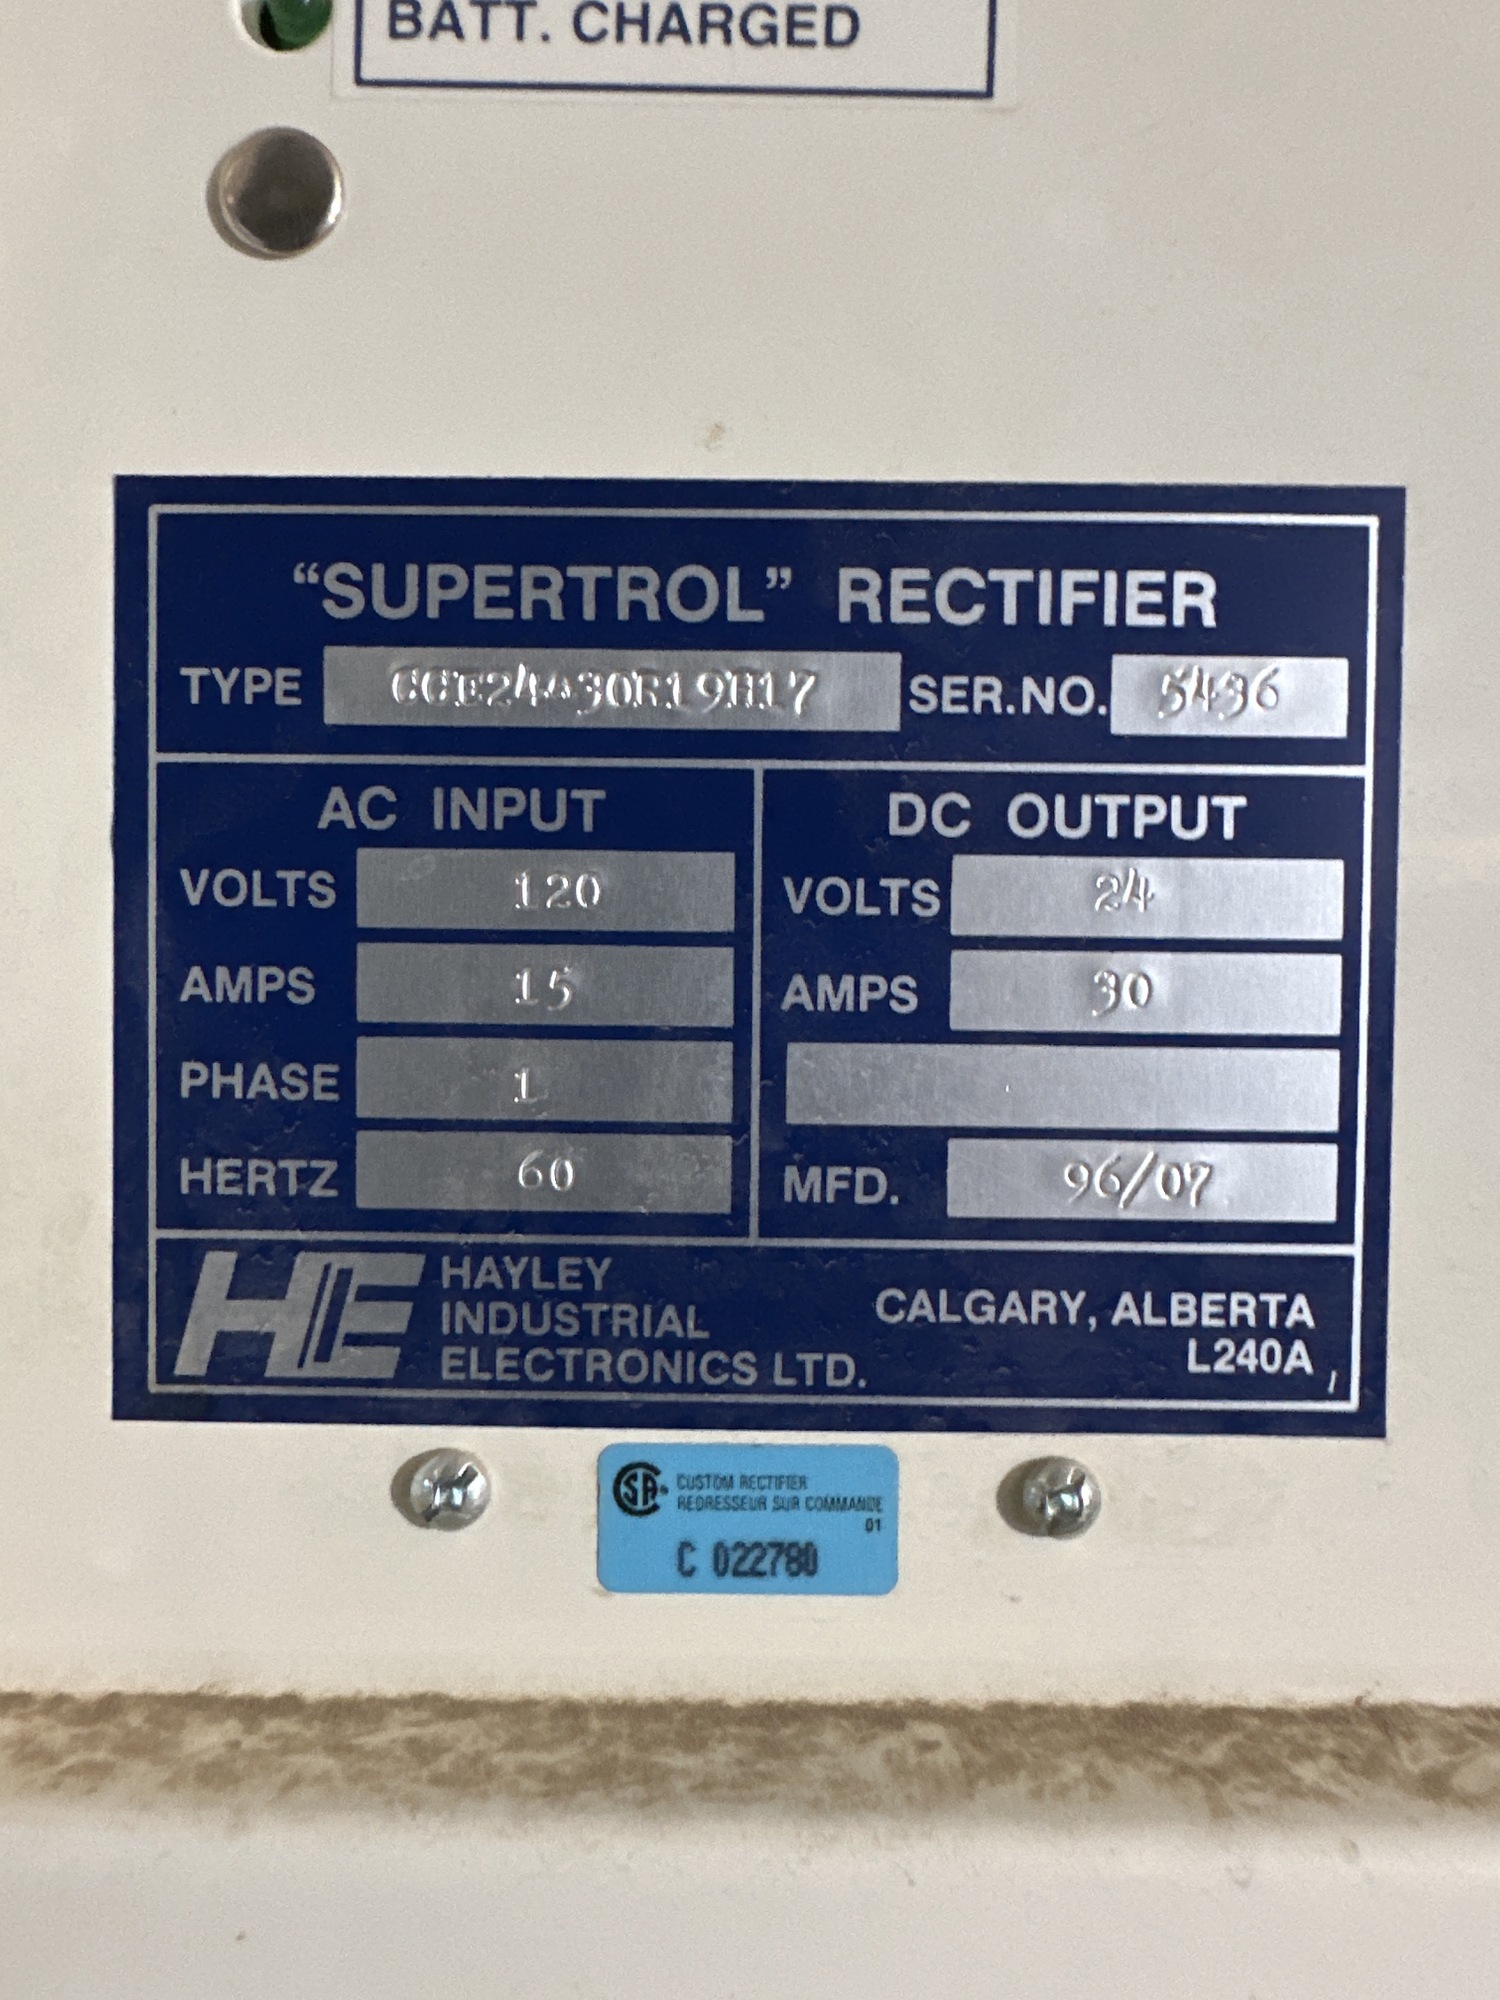 BATT. CHARGED
"SUPERTROL" RECTIFIER
TYPE SER.NO. 5436
AC INPUT
VOLTS 120
AMPS 15
PHASE 1
HERTZ 60
DC OUTPUT
VOLTS 24
AMPS 30
MFD. 96/07
HIE HAYLEY
INDUSTRIAL
ELECTRONICS LTD.
CALGARY, ALBERTA
L240A
SA CUSTOM RECTIFIER
REDRESSEUR SUR COMMANDE
01
C 022780